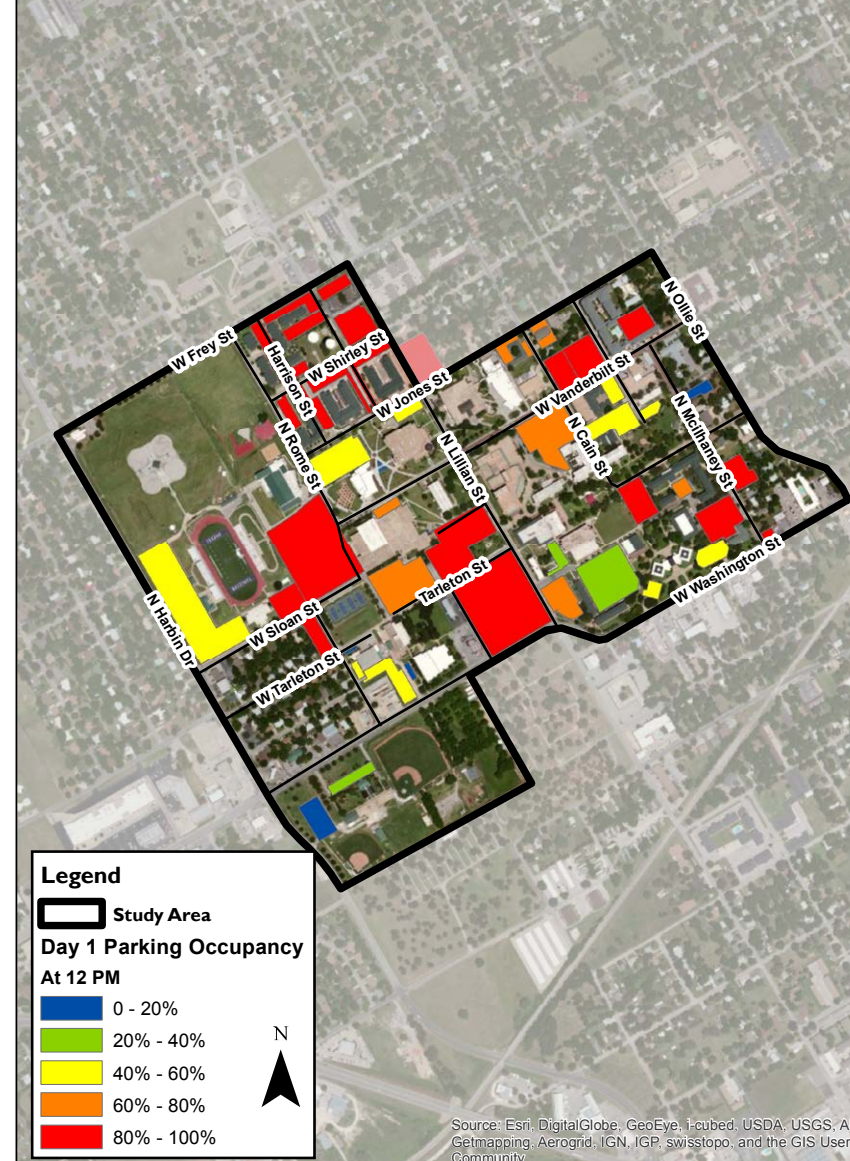 W Frey St
Harrison St
W Shirley St
N Rome St
W Jones St
N Lillian St
W Vanderbilt St
N Ollie St
N Cain St
N Mcilhaney St
W Washington St
Tarleton St
W Sloan St
N Harbin Dr
W Tarleton St
Legend
Study Area
Day 1 Parking Occupancy
At 12 PM
0 - 20%
20% - 40%
40% - 60%
60% - 80%
80% - 100%
N
Source: Esri, DigitalGlobe, GeoEye, i-cubed, USDA, USGS, A
Getmapping, Aerogrid, IGN, IGP, swisstopo, and the GIS User
Community